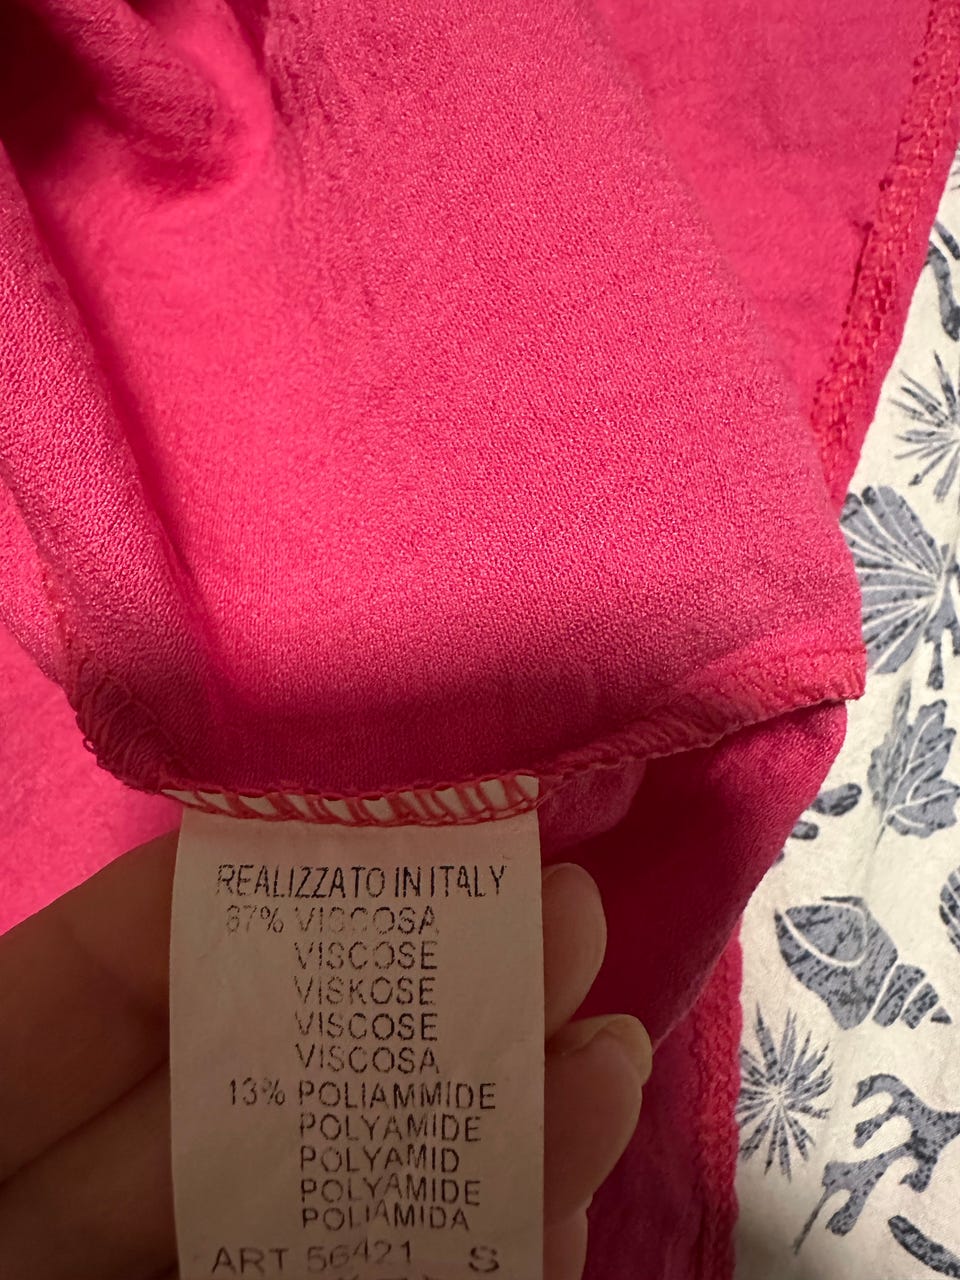 REALIZZATO IN ITALY
87% VISCOSA
VISCOSE
VISKOSE
VISCOSE
VISCOSA
13% POLIAMMIDE
POLYAMIDE
POLYAMID
POLYAMIDE
POLIAMIDA
ART 56421 S